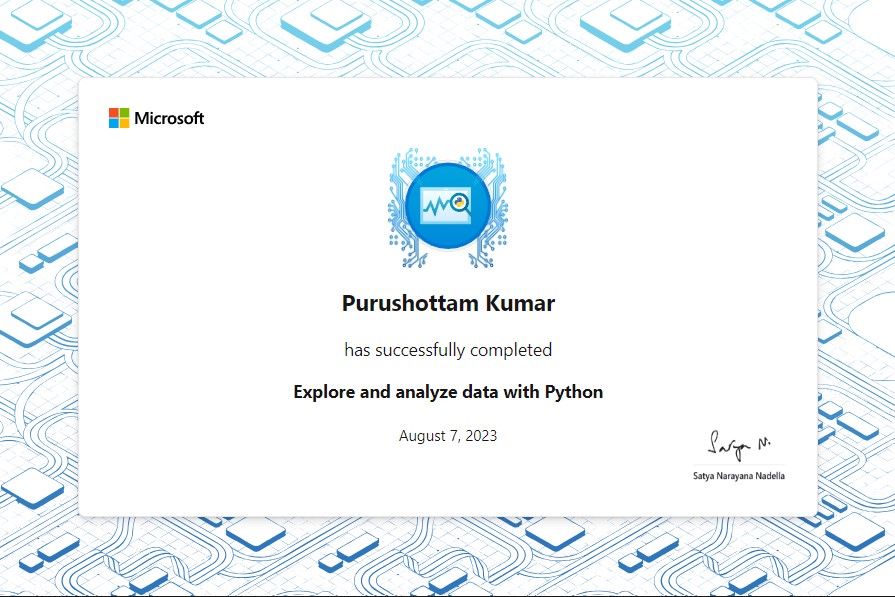 Microsoft
Purushottam Kumar
has successfully completed
Explore and analyze data with Python
August 7, 2023
Satya N.
Satya Narayana Nadella